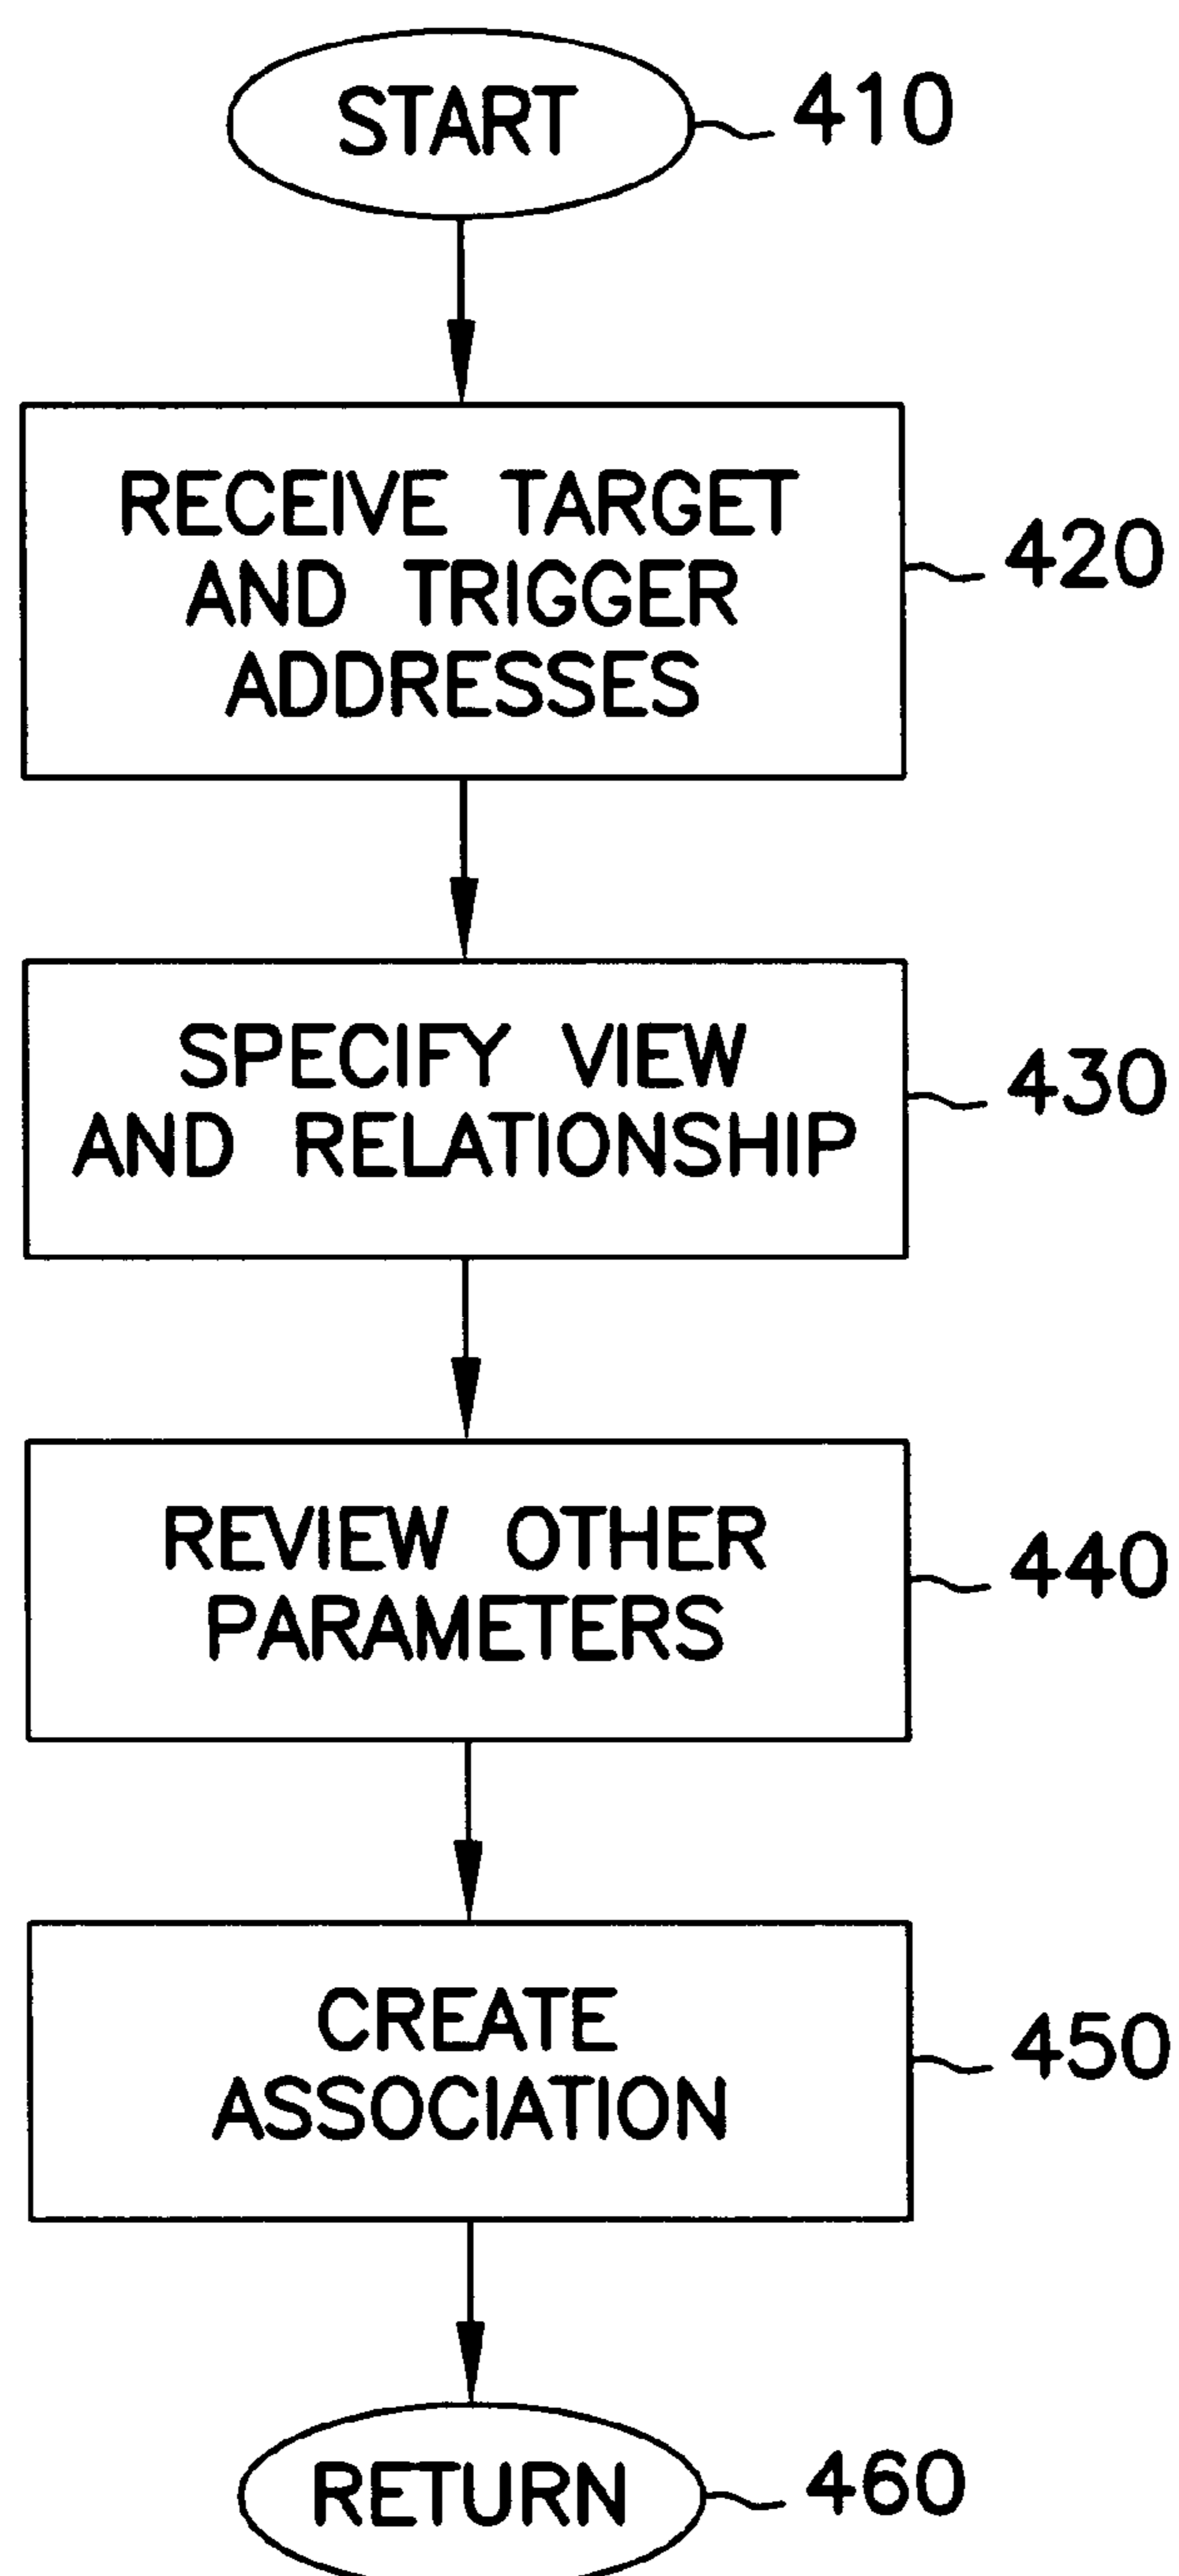 START
410
RECEIVE TARGET
AND TRIGGER
ADDRESSES
420
SPECIFY VIEW
AND RELATIONSHIP
430
REVIEW OTHER
PARAMETERS
440
CREATE
ASSOCIATION
450
RETURN
460